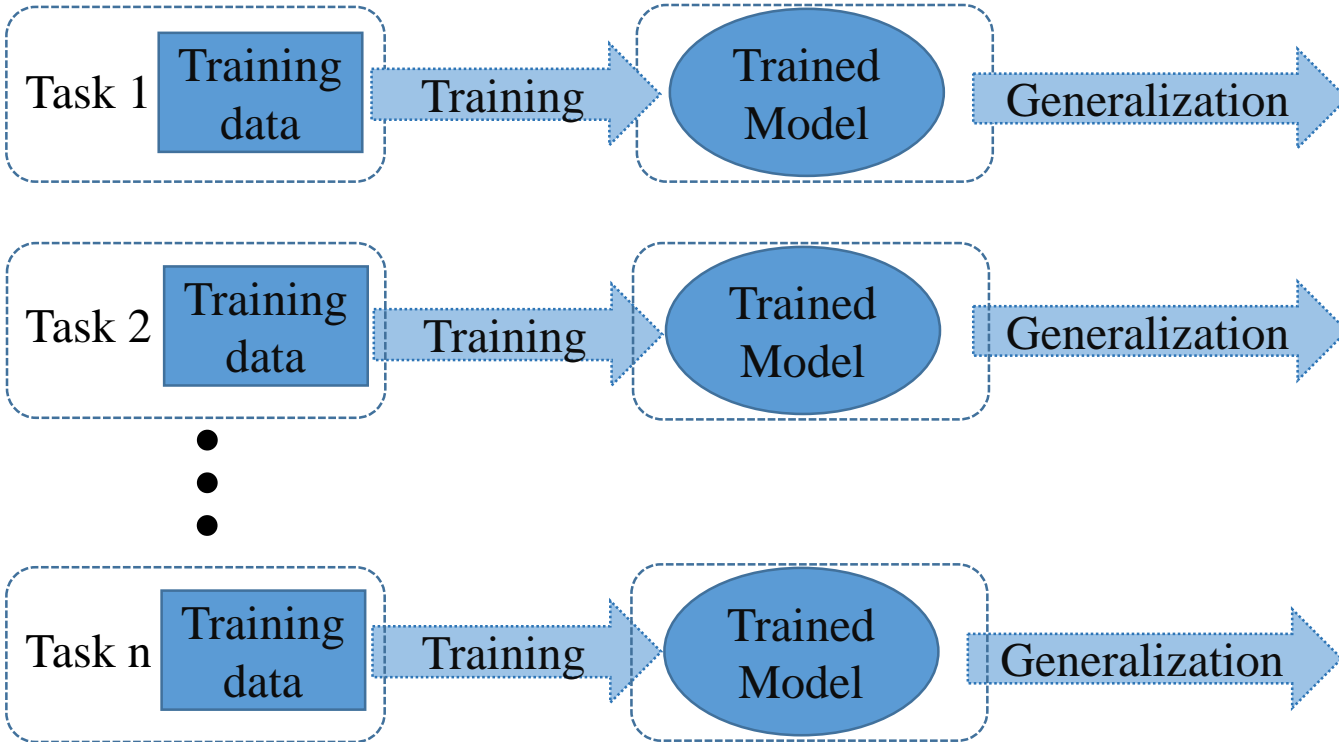 Task 1
Training
data
Training
Trained
Model
Generalization
Task 2
Training
data
Training
Trained
Model
Generalization
Task n
Training
data
Training
Trained
Model
Generalization